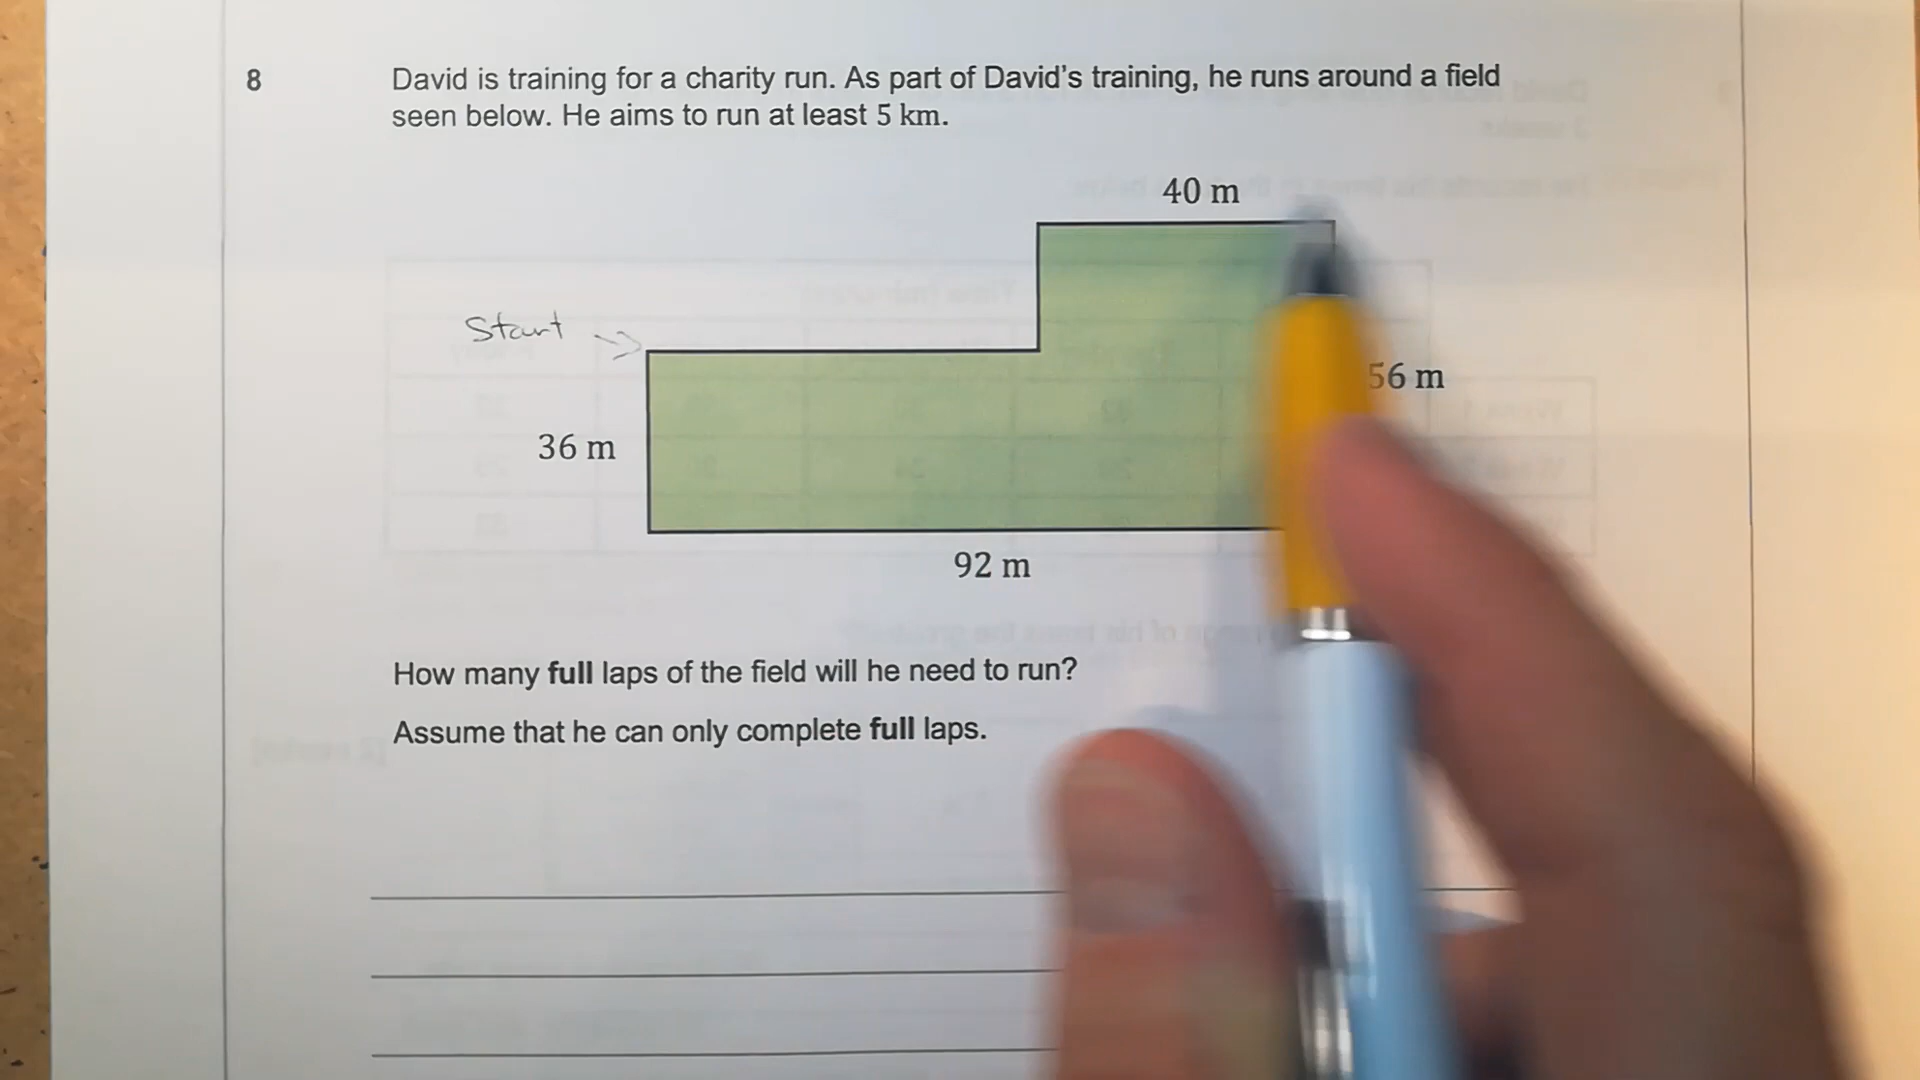 8 David is training for a charity run. As part of David's training, he runs around a field
seen below. He aims to run at least 5 km.
40 m
Start
56 m
36 m
92 m
How many full laps of the field will he need to run?
Assume that he can only complete full laps.